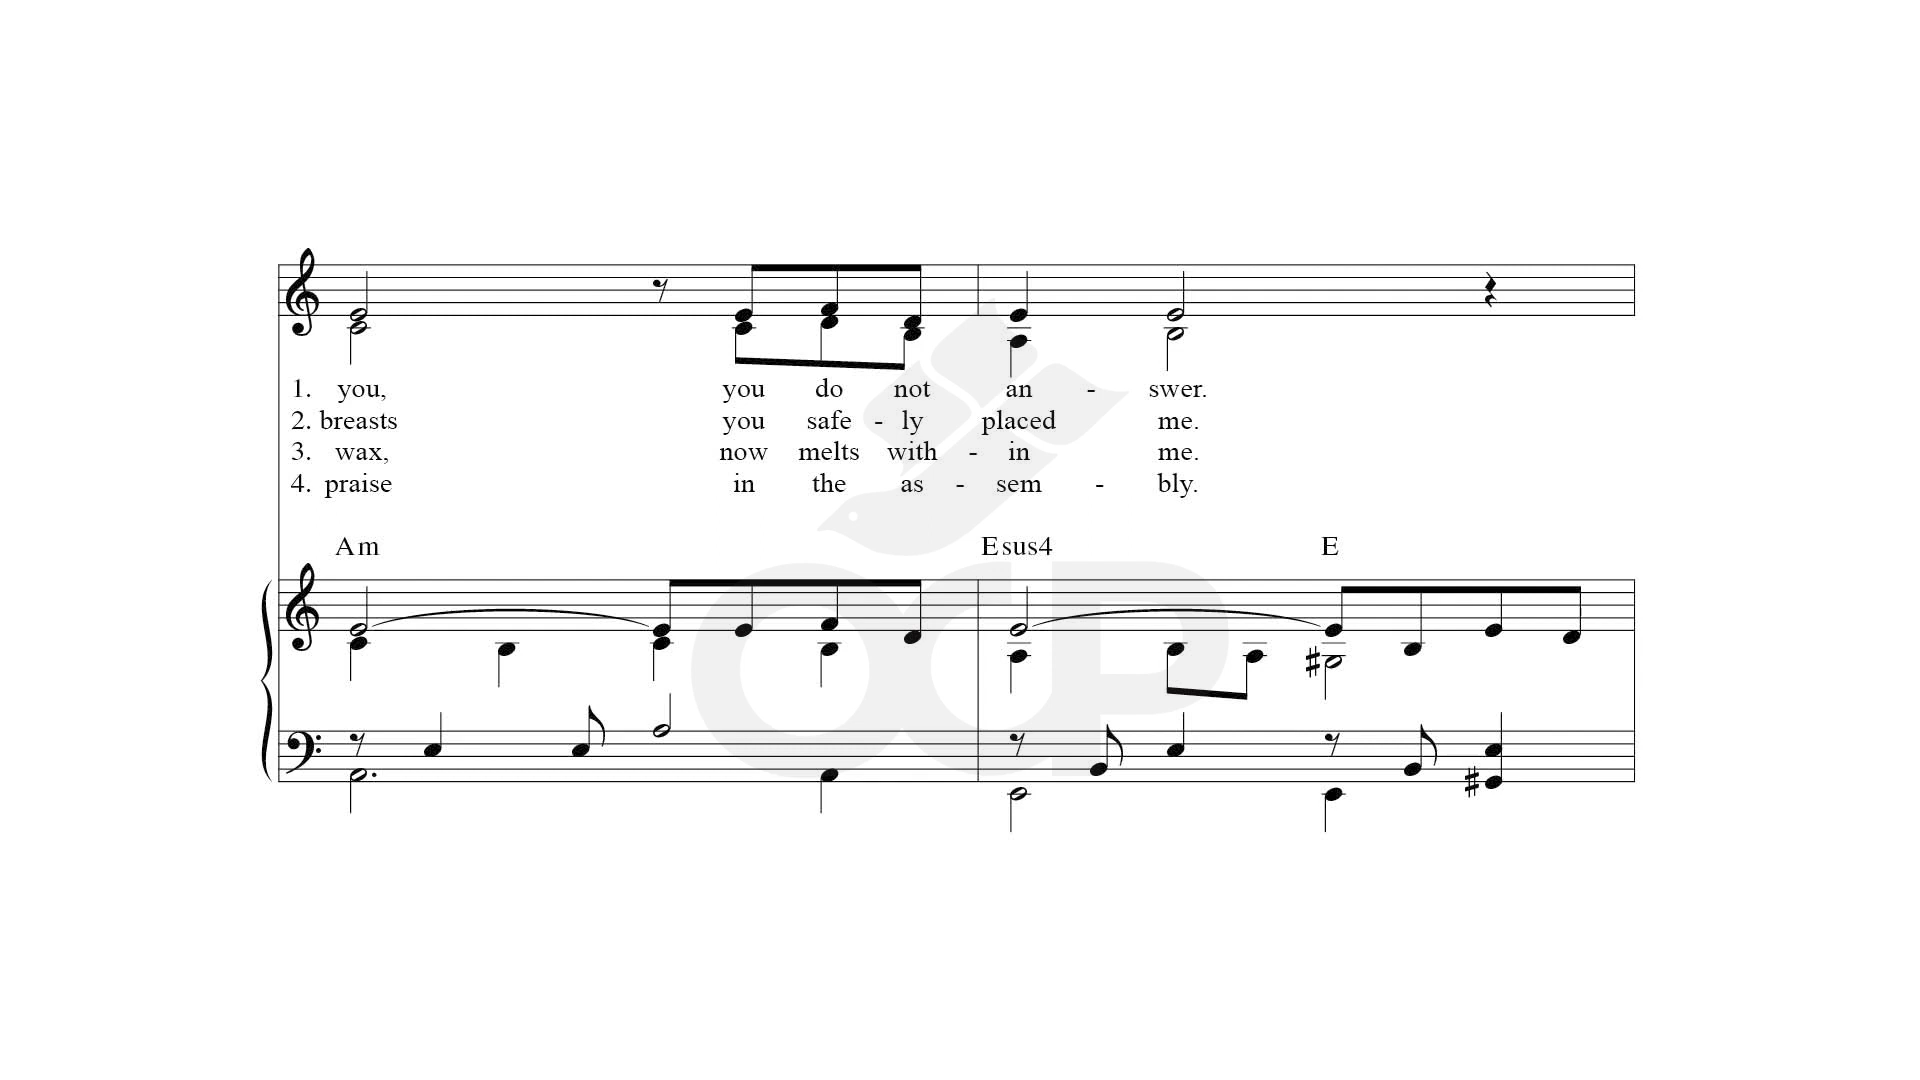 1. you, you do not an - swer.
2. breasts you safe - ly placed me.
3. wax, now melts with - in me.
4. praise in the as - sem - bly.
Am Esus4 E
OCP